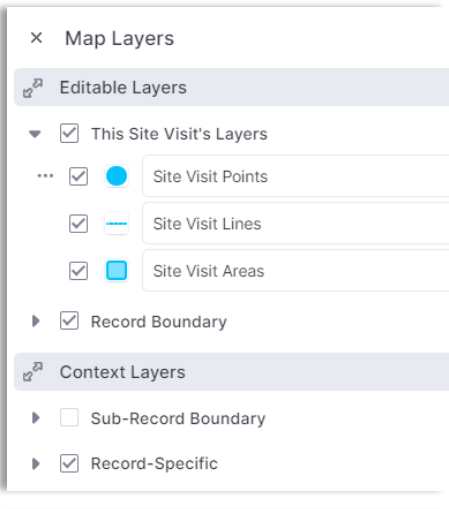 Map Layers
Editable Layers
This Site Visit's Layers
Site Visit Points
Site Visit Lines
Site Visit Areas
Record Boundary
Context Layers
Sub-Record Boundary
Record-Specific